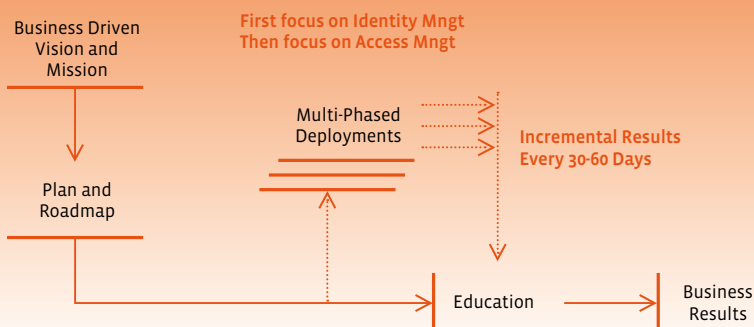 Business Driven
Vision and
Mission
First focus on Identity Mngt
Then focus on Access Mngt
Multi-Phased
Deployments
Incremental Results
Every 30-60 Days
Plan and
Roadmap
Education
Business
Results